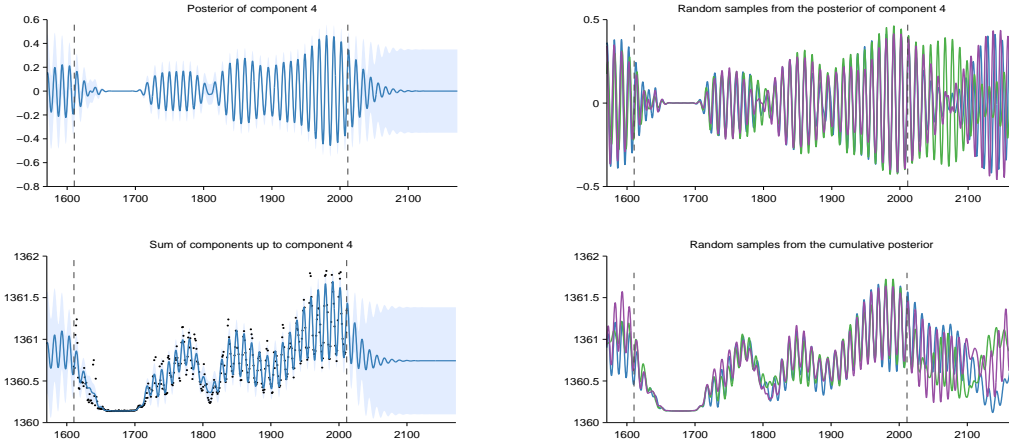 Posterior of component 4
0.6
0.4
0.2
0
−0.2
−0.4
−0.6
−0.8
1600 1700 1800 1900 2000 2100
Random samples from the posterior of component 4
0.5
0
−0.5
1600 1700 1800 1900 2000 2100
Sum of components up to component 4
1362
1361.5
1361
1360.5
1360
1600 1700 1800 1900 2000 2100
Random samples from the cumulative posterior
1362
1361.5
1361
1360.5
1360
1600 1700 1800 1900 2000 2100